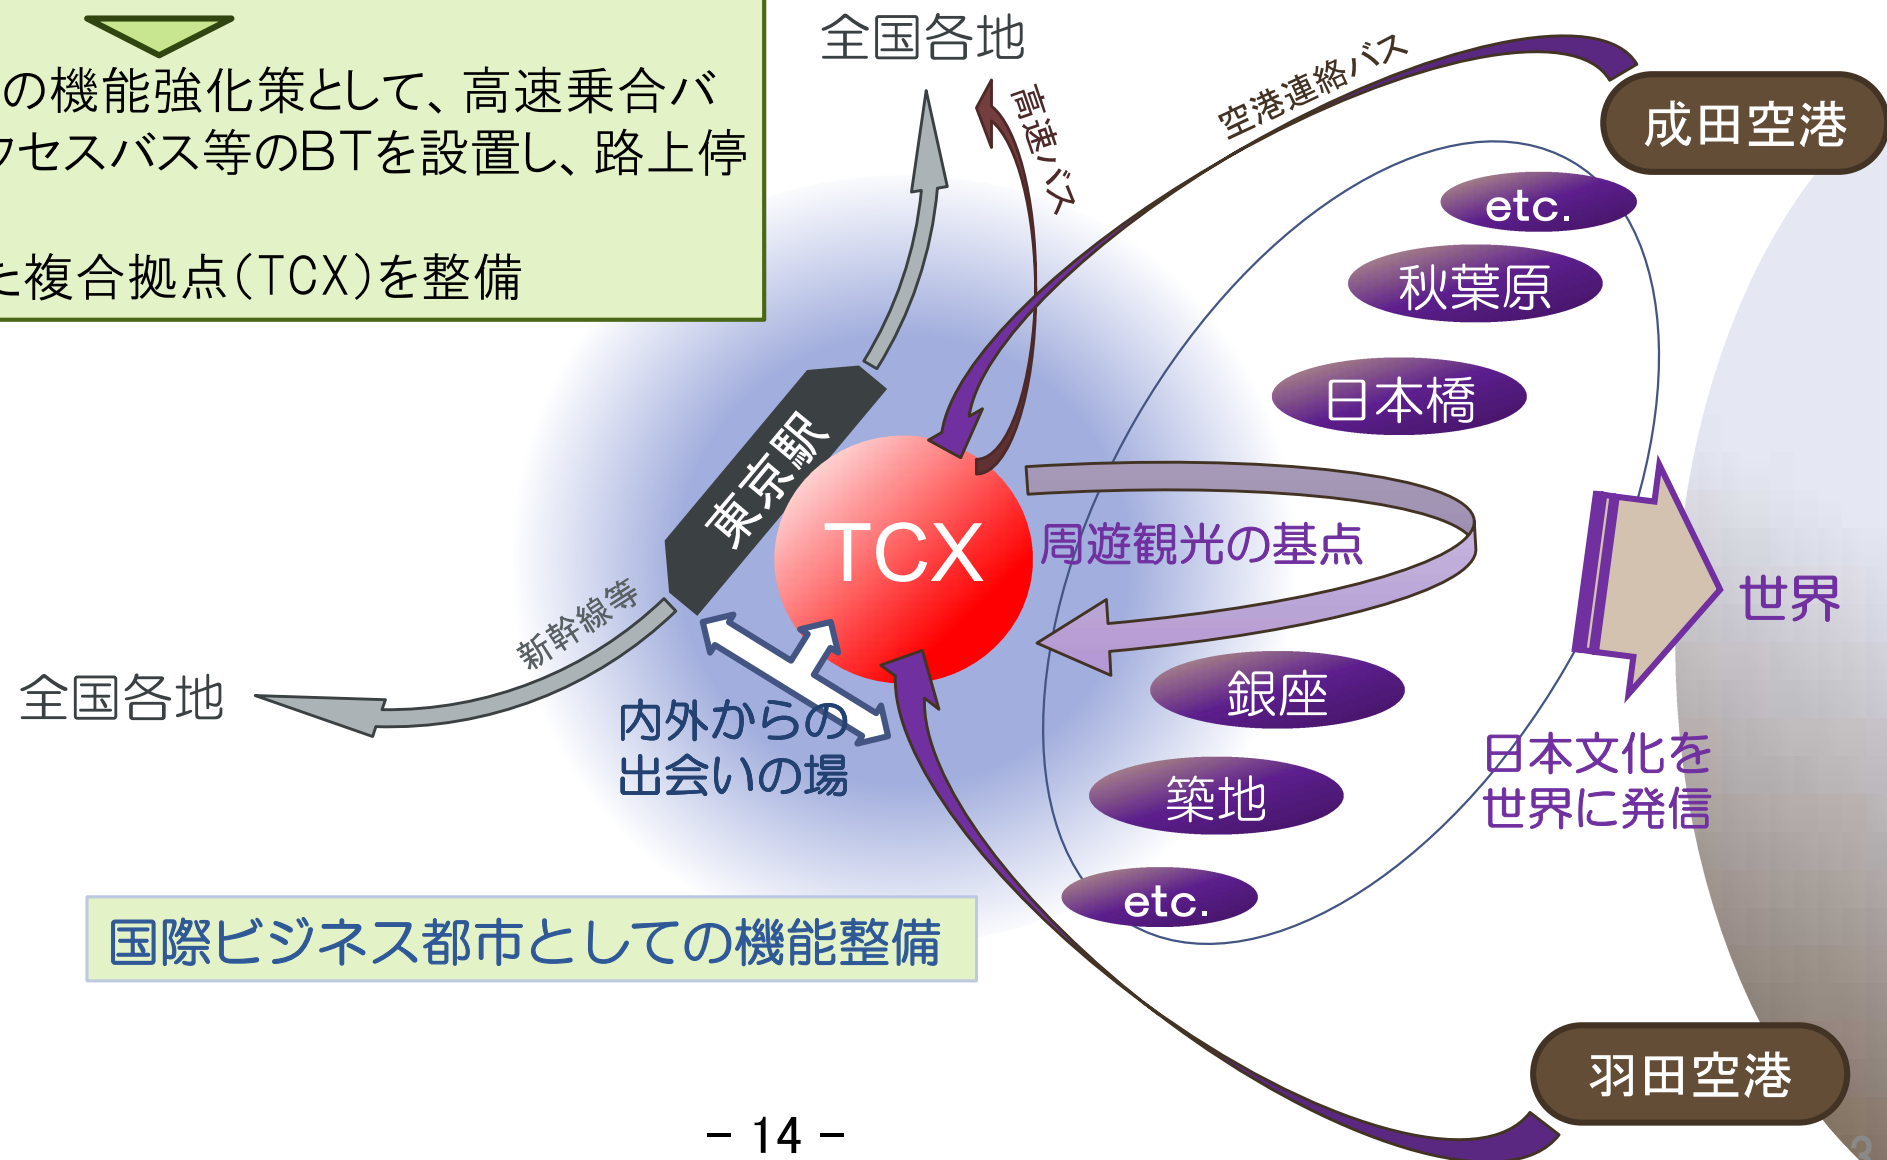 の機能強化策として、高速乗合バ
クセスバス等のBTを設置し、路上停
た複合拠点(TCX)を整備
全国各地
高速バス
空港連絡バス
成田空港
etc.
秋葉原
日本橋
東京駅
TCX
周遊観光の基点
世界
新幹線等
全国各地
内外からの
出会いの場
銀座
日本文化を
世界に発信
築地
etc.
国際ビジネス都市としての機能整備
羽田空港
- 14 -
3